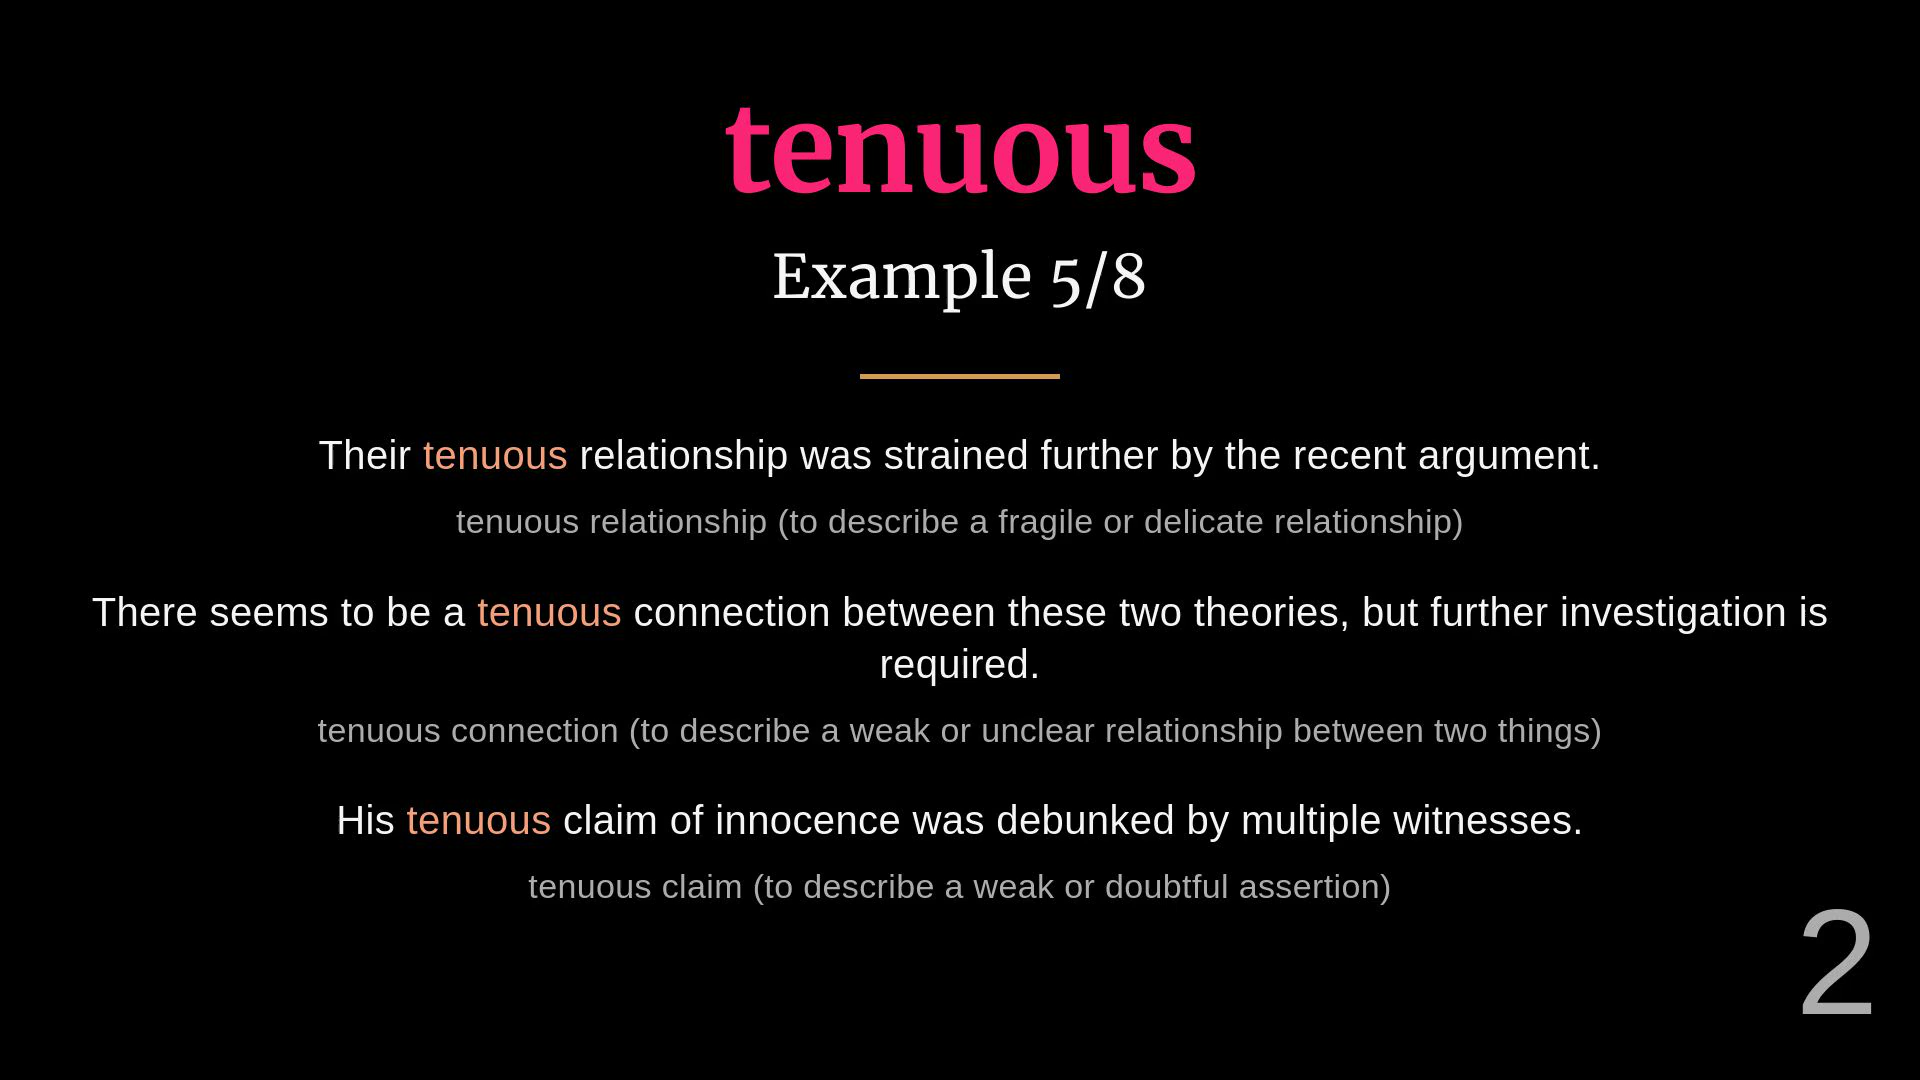 tenuous
Example 5/8
Their tenuous relationship was strained further by the recent argument.
tenuous relationship (to describe a fragile or delicate relationship)
There seems to be a tenuous connection between these two theories, but further investigation is
required.
tenuous connection (to describe a weak or unclear relationship between two things)
His tenuous claim of innocence was debunked by multiple witnesses.
tenuous claim (to describe a weak or doubtful assertion)
2